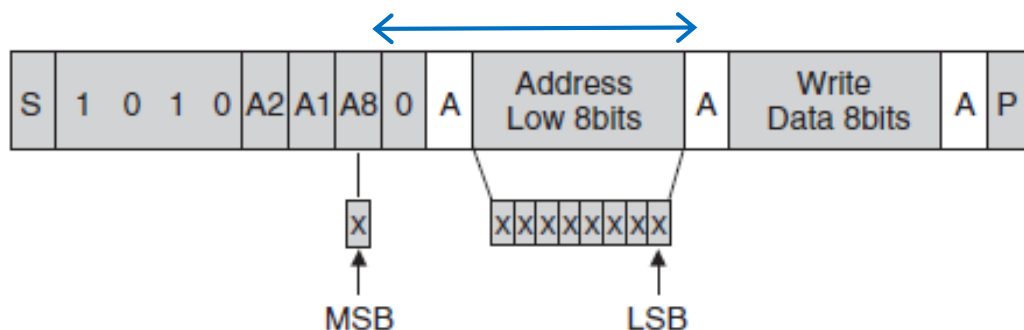 S 1 0 1 0 A2 A1 A8 0 A Address A Write A P
Low 8bits Data 8bits
X X X X X X X X X
MSB LSB